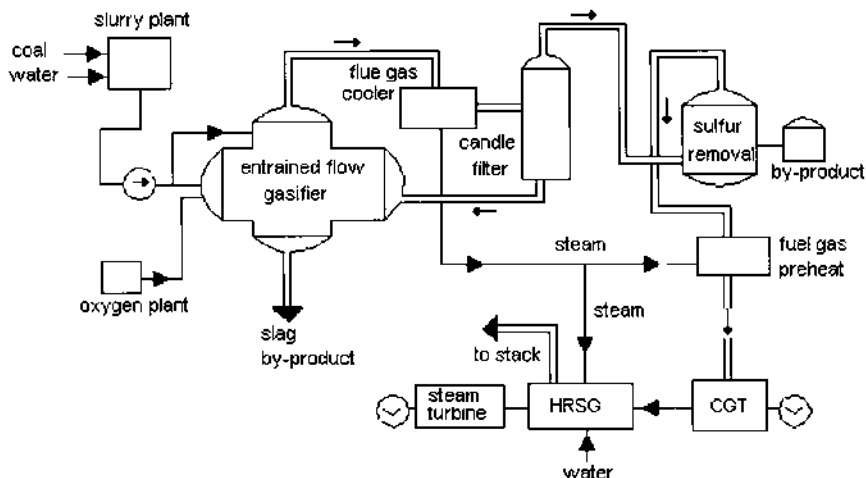 slurry plant
coal
water
flue gas
cooler
candle
filter
sulfur
removal
by-product
entrained flow
gasifier
oxygen plant
slag
by-product
steam
steam
fuel gas
preheat
to stack
steam
turbine
HRSG
CGT
water